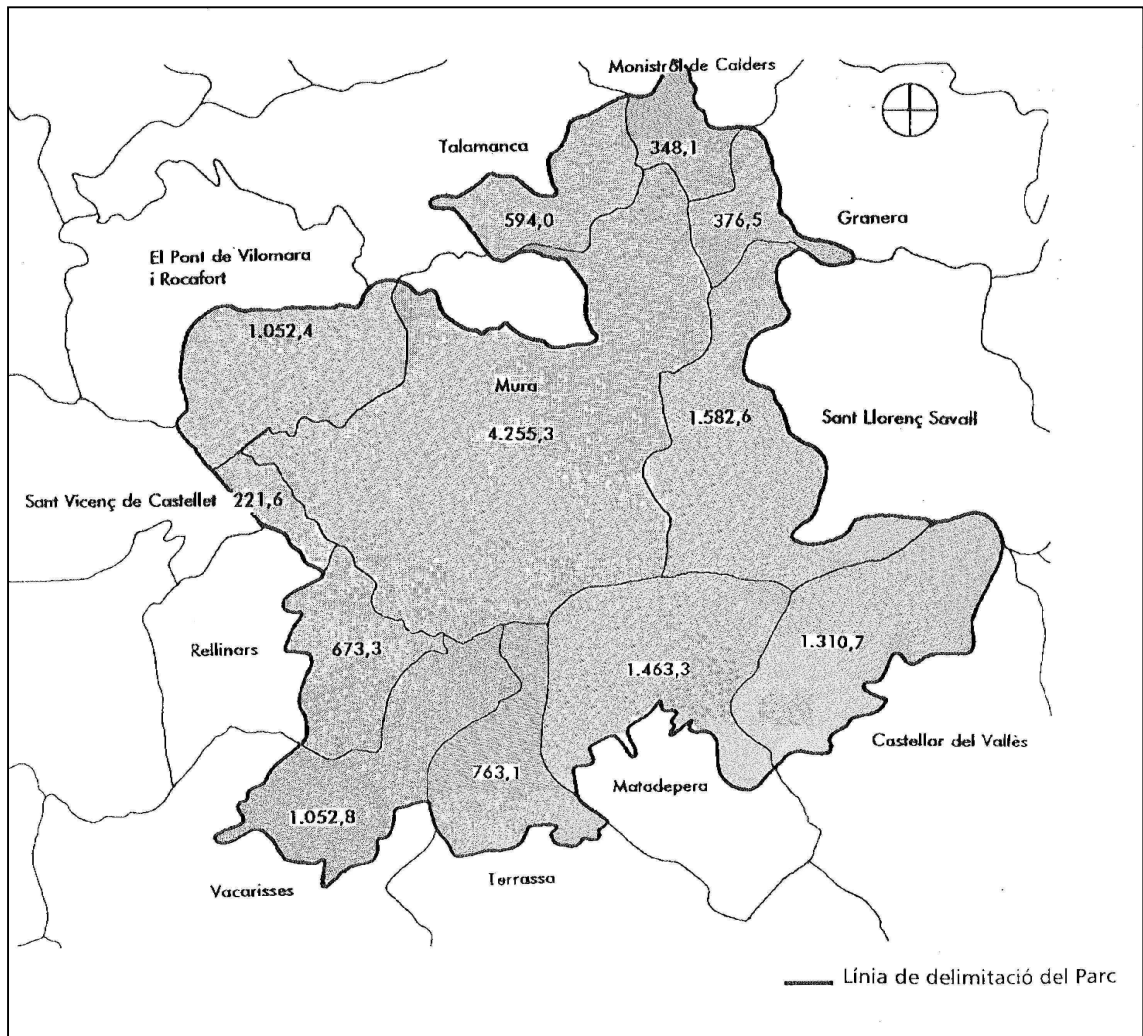 Monistrol de Calders
Talamanca
348,1
594,0
376,5
Granera
El Pont de Vilomara
i Rocafort
1.052,4
Mura
4.255,3
1.582,6
Sant Llorenç Savall
Sant Vicenç de Castellet
221,6
Rellinars
673,3
1.463,3
1.310,7
Castellar del Vallès
763,1
Matadepera
1.052,8
Vacarisses
Terrassa
Línia de delimitació del Parc